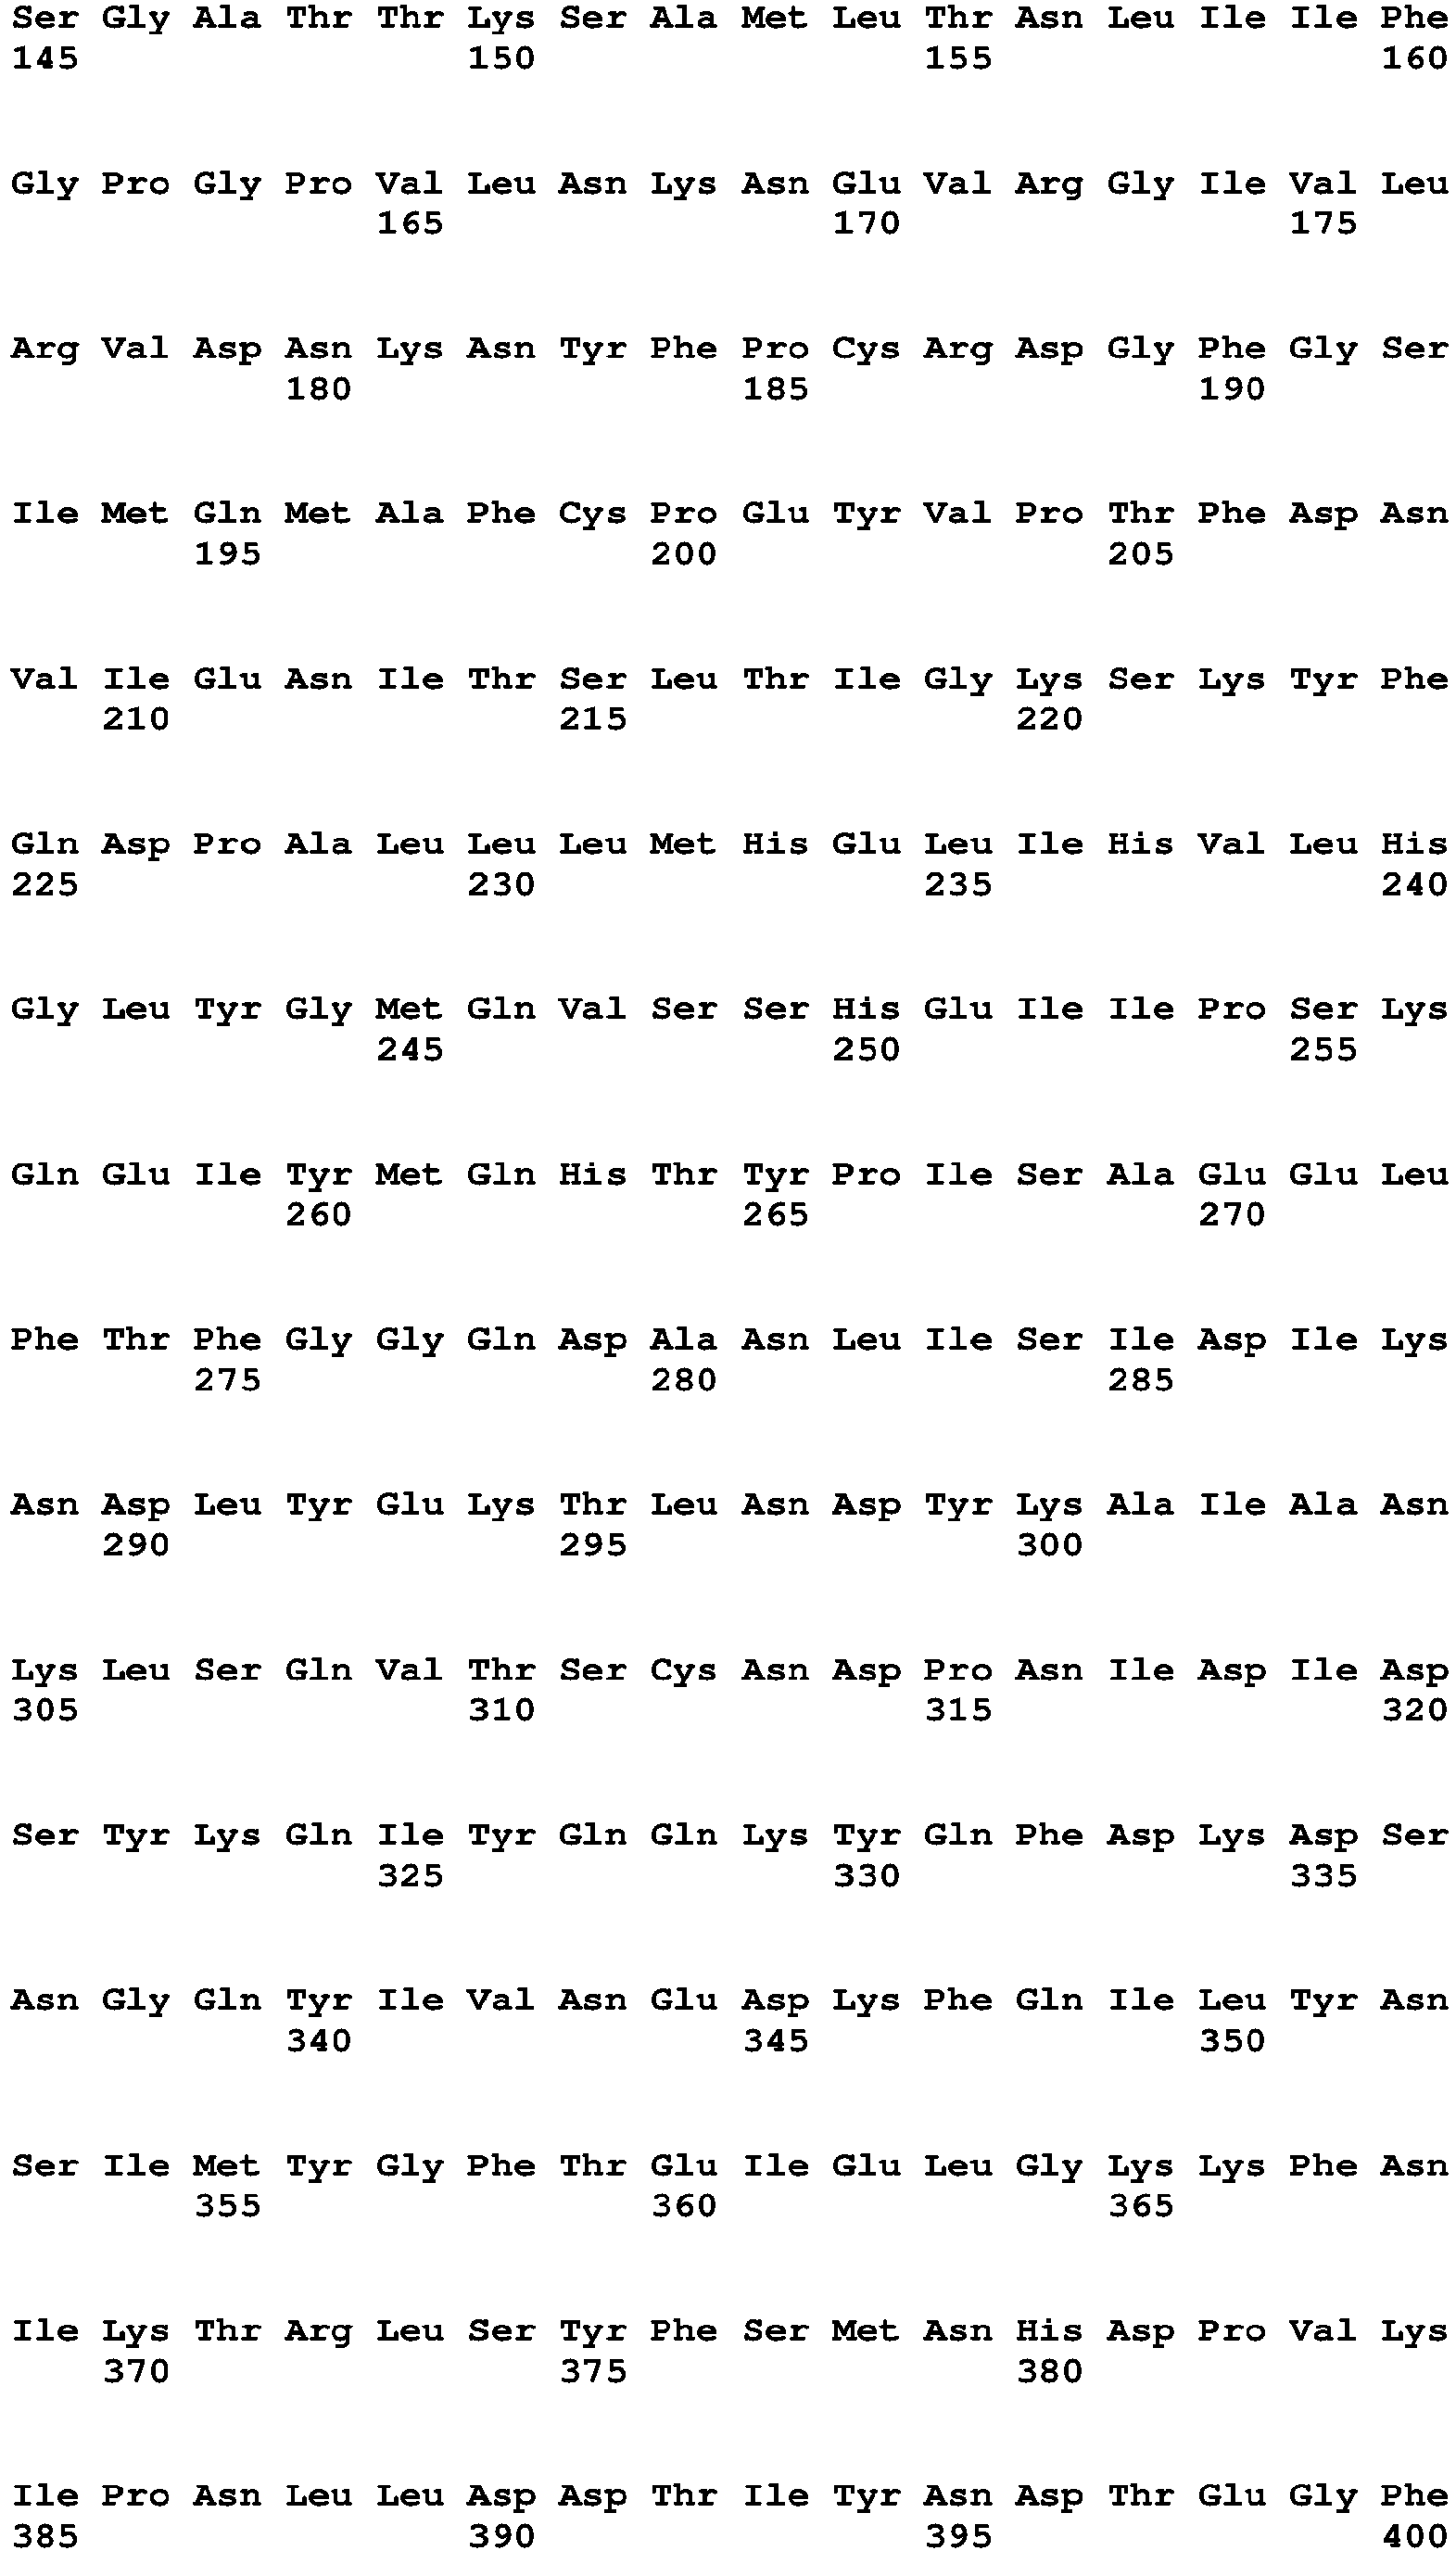 Ser Gly Ala Thr Thr Lys Ser Ala Met Leu Thr Asn Leu Ile Ile Phe
145 150 155 160
Gly Pro Gly Pro Val Leu Asn Lys Asn Glu Val Arg Gly Ile Val Leu
165 170 175
Arg Val Asp Asn Lys Asn Tyr Phe Pro Cys Arg Asp Gly Phe Gly Ser
180 185 190
Ile Met Gln Met Ala Phe Cys Pro Glu Tyr Val Pro Thr Phe Asp Asn
195 200 205
Val Ile Glu Asn Ile Thr Ser Leu Thr Ile Gly Lys Ser Lys Tyr Phe
210 215 220
Gln Asp Pro Ala Leu Leu Leu Met His Glu Leu Ile His Val Leu His
225 230 235 240
Gly Leu Tyr Gly Met Gln Val Ser Ser His Glu Ile Ile Pro Ser Lys
245 250 255
Gln Glu Ile Tyr Met Gln His Thr Tyr Pro Ile Ser Ala Glu Glu Leu
260 265 270
Phe Thr Phe Gly Gly Gln Asp Ala Asn Leu Ile Ser Ile Asp Ile Lys
275 280 285
Asn Asp Leu Tyr Glu Lys Thr Leu Asn Asp Tyr Lys Ala Ile Ala Asn
290 295 300
Lys Leu Ser Gln Val Thr Ser Cys Asn Asp Pro Asn Ile Asp Ile Asp
305 310 315 320
Ser Tyr Lys Gln Ile Tyr Gln Gln Lys Tyr Gln Phe Asp Lys Asp Ser
325 330 335
Asn Gly Gln Tyr Ile Val Asn Glu Asp Lys Phe Gln Ile Leu Tyr Asn
340 345 350
Ser Ile Met Tyr Gly Phe Thr Glu Ile Glu Leu Gly Lys Lys Phe Asn
355 360 365
Ile Lys Thr Arg Leu Ser Tyr Phe Ser Met Asn His Asp Pro Val Lys
370 375 380
Ile Pro Asn Leu Leu Asp Asp Thr Ile Tyr Asn Asp Thr Glu Gly Phe
385 390 395 400